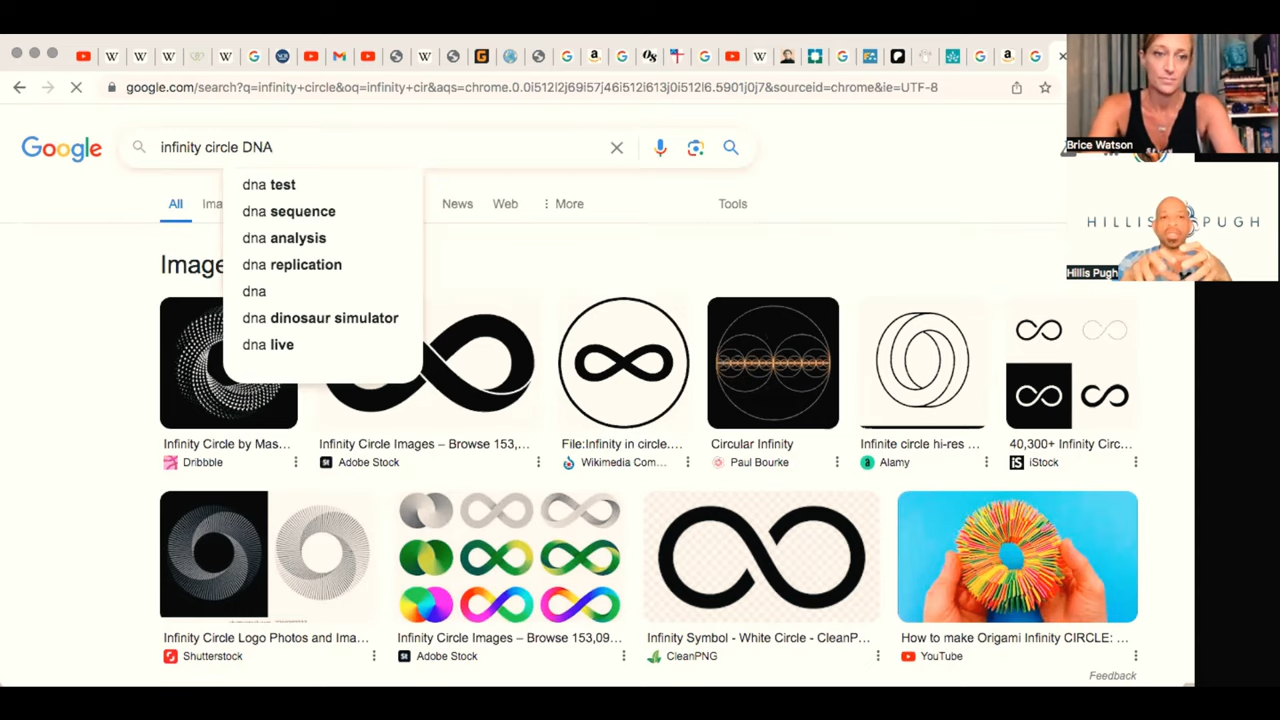 google.com/search?q=infinity+circle&oq=infinity+cir&aqs=chrome.0.0i512l2j69i57j46i512i613j0i512l6.5901j0j7&sourceid=chrome&ie=UTF-8
Brice Watson
Google
infinity circle DNA
dna test
dna sequence
dna analysis
dna replication
dna
dna dinosaur simulator
dna live
All
News
Web
More
Tools
HILLIS PUGH
Hillis Pugh
Infinity Circle by Mas...
Infinity Circle Images – Browse 153,...
File:Infinity in circle....
Circular Infinity
Infinite circle hi-res ...
40,300+ Infinity Circ...
Dribbble
St
Adobe Stock
Wikimedia Com...
Paul Bourke
a
Alamy
iS
iStock
Infinity Circle Logo Photos and Ima...
Infinity Circle Images – Browse 153,09...
Infinity Symbol - White Circle - CleanP...
How to make Origami Infinity CIRCLE: ...
Shutterstock
St
Adobe Stock
CleanPNG
YouTube
Feedback